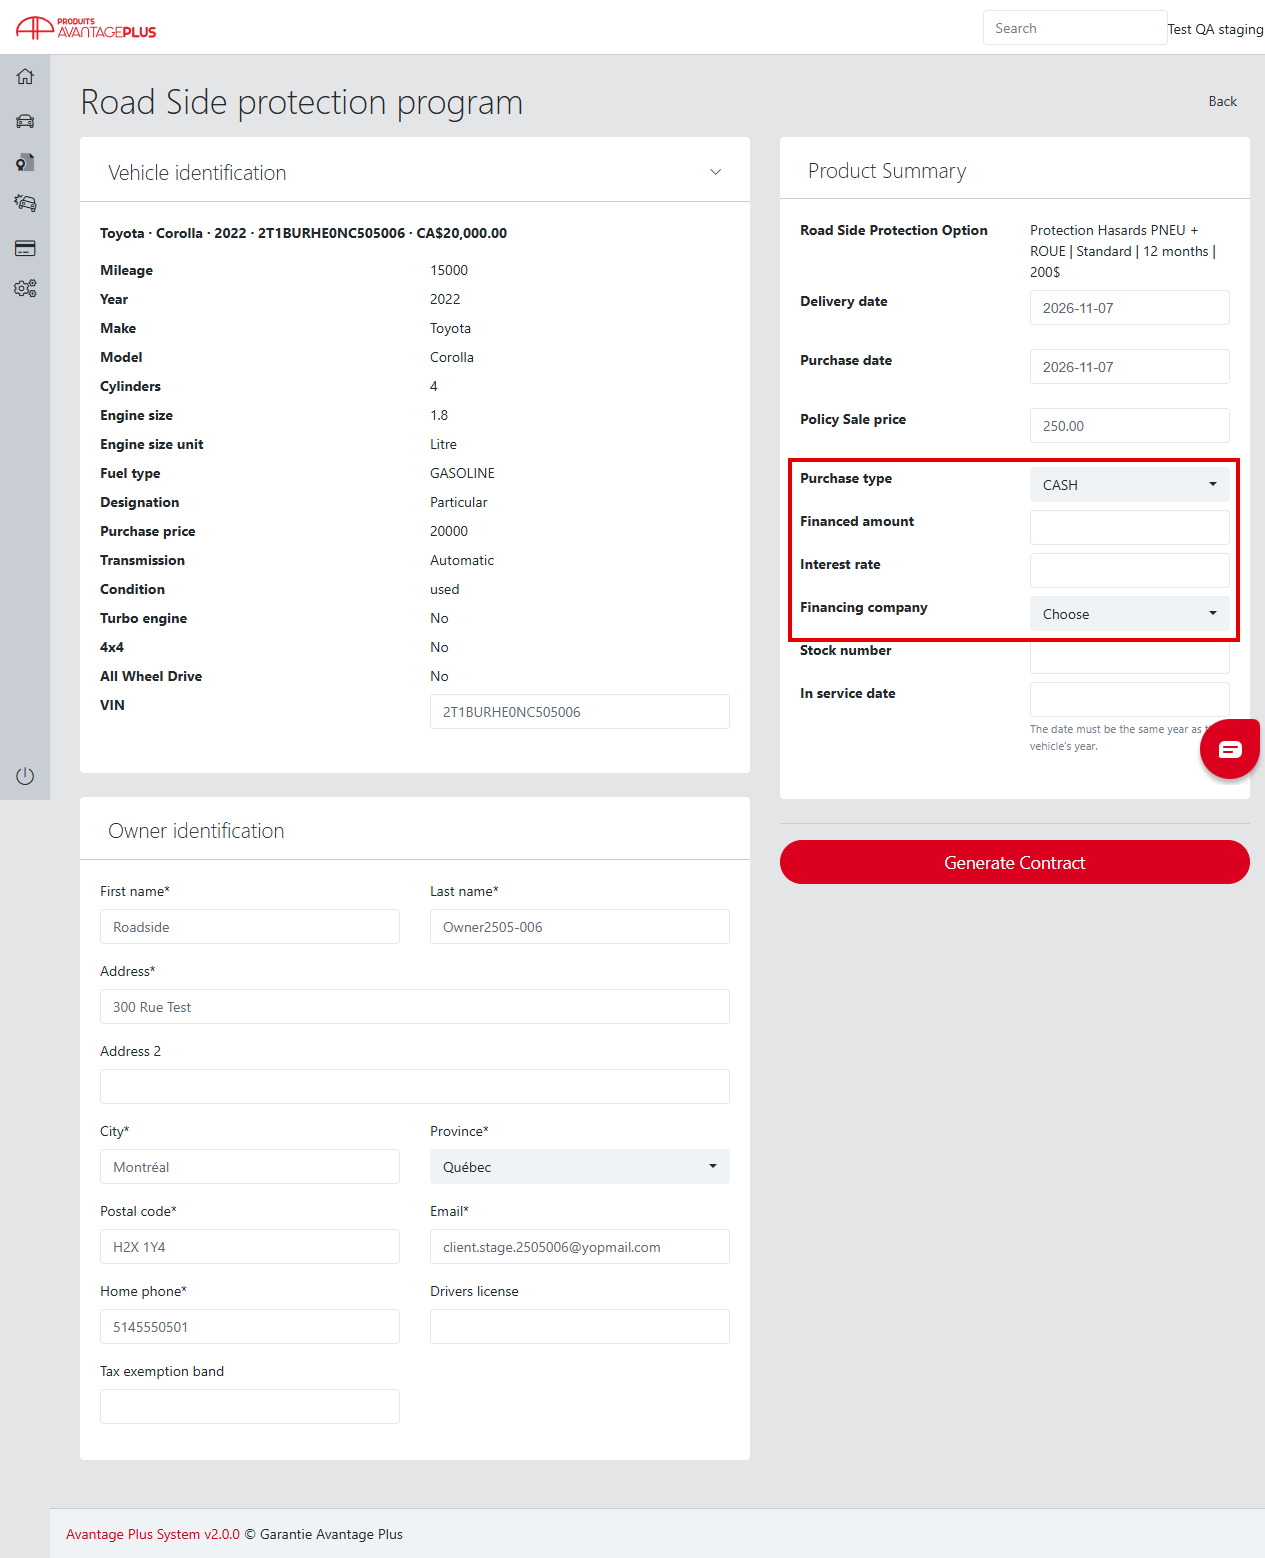 PRODUITS
AVANTAGEPLUS
Search
Test QA staging
Road Side protection program
Back
Vehicle identification
Toyota · Corolla · 2022 · 2T1BURHE0NC505006 · CA$20,000.00
Mileage 15000
Year 2022
Make Toyota
Model Corolla
Cylinders 4
Engine size 1.8
Engine size unit Litre
Fuel type GASOLINE
Designation Particular
Purchase price 20000
Transmission Automatic
Condition used
Turbo engine No
4x4 No
All Wheel Drive No
VIN 2T1BURHE0NC505006
Product Summary
Road Side Protection Option Protection Hasards PNEU +
ROUE | Standard | 12 months |
200$
Delivery date 2026-11-07
Purchase date 2026-11-07
Policy Sale price 250.00
Purchase type CASH
Financed amount
Interest rate
Financing company Choose
Stock number
In service date
The date must be the same year as
vehicle's year.
Generate Contract
Owner identification
First name* Last name*
Roadside Owner2505-006
Address*
300 Rue Test
Address 2
City* Province*
Montréal Québec
Postal code* Email*
H2X 1Y4 client.stage.2505006@yopmail.com
Home phone* Drivers license
5145550501
Tax exemption band
Avantage Plus System v2.0.0 © Garantie Avantage Plus